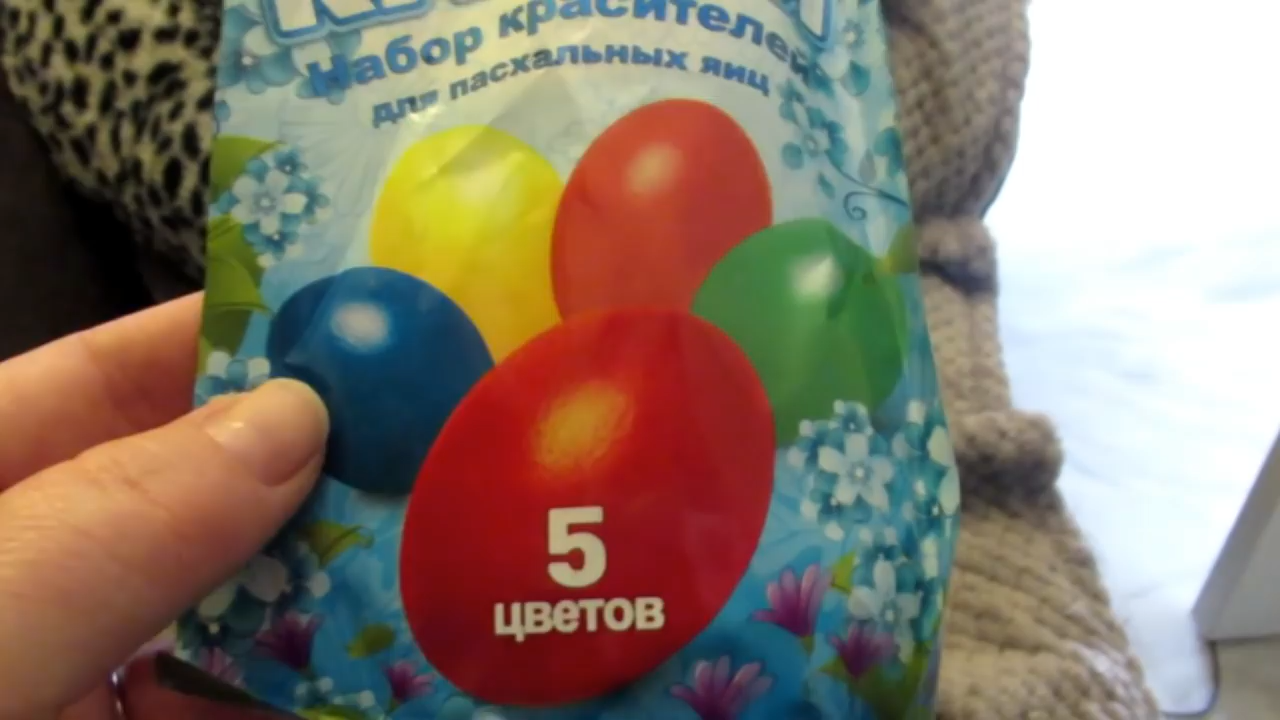 Набор красителей
для пасхальных яиц
5
цветов